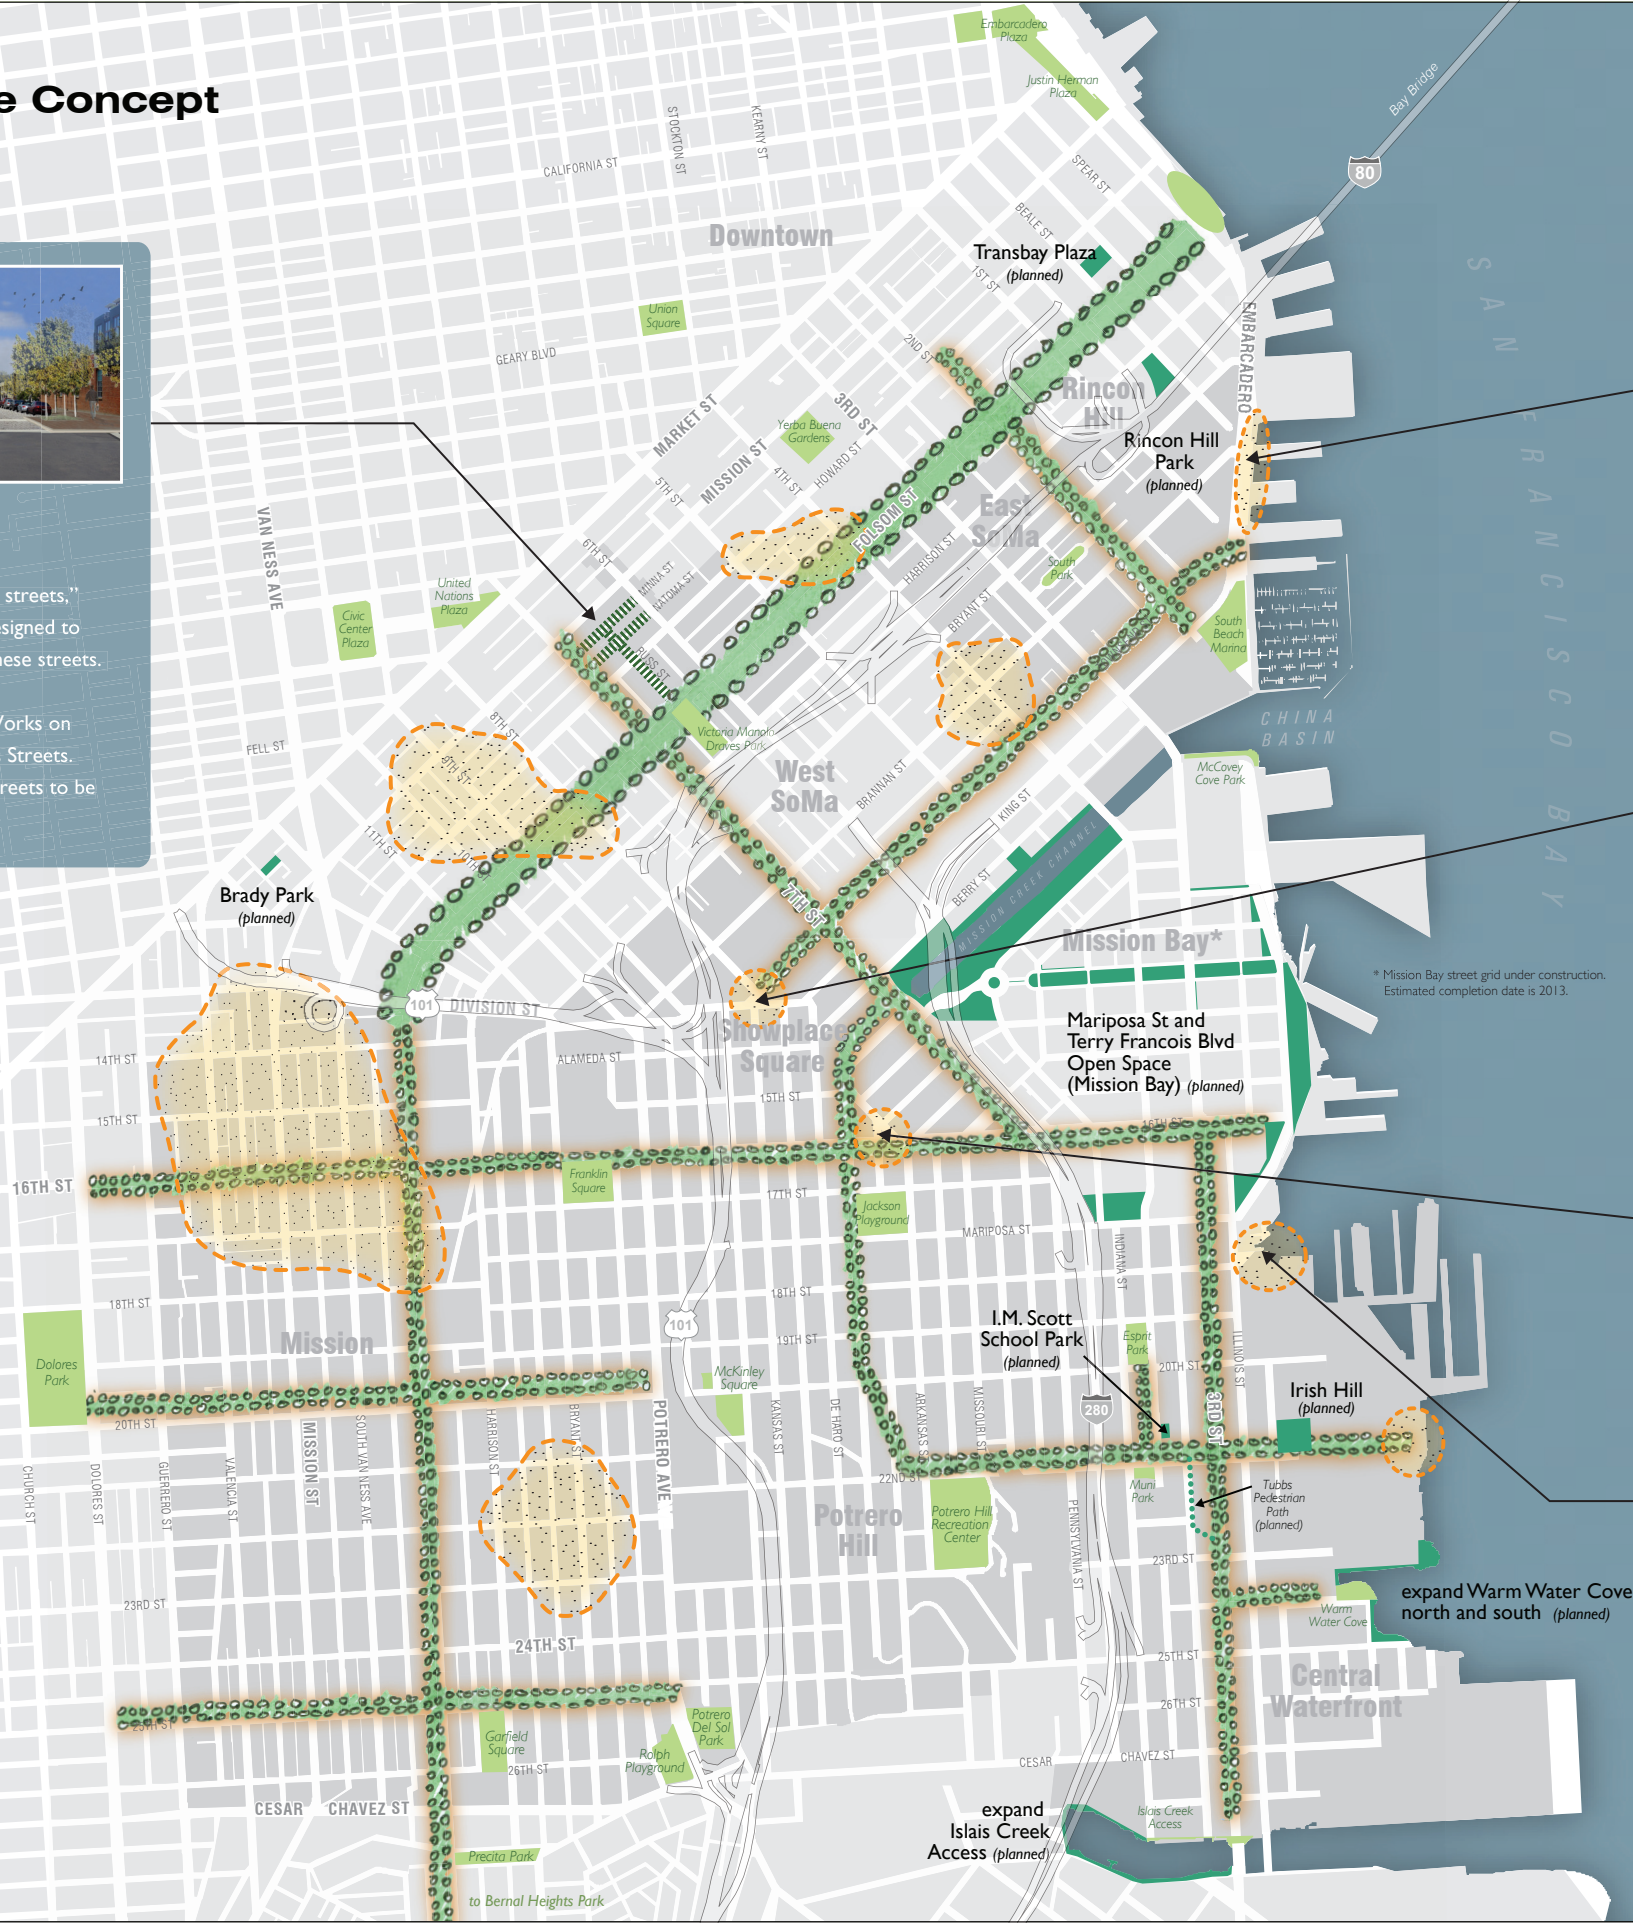 e Concept
streets,"
signed to
nese streets.
Works on
Streets.
reets to be
Embarcadero
Plaza
Justin Herman
Plaza
Bay Bridge
80
STOCKTON ST
KEARNY ST
CALIFORNIA ST
SPEAR ST
BEALE ST
1ST ST
Downtown
Transbay Plaza
(planned)
Union
Square
GEARY BLVD
2ND ST
EMBARCADERO
Rincon
Hill
Rincon Hill
Park
(planned)
SAN FRANCISCO BAY
MARKET ST
3RD ST
Yerba Buena
Gardens
MISSION ST
4TH ST
HOWARD ST
5TH ST
FOLSOM ST
East
SoMa
HARRISON ST
South
Park
BRYANT ST
VAN NESS AVE
6TH ST
MINNA ST
NATOMA ST
RUSS ST
United
Nations
Plaza
Civic
Center
Plaza
South
Beach
Marina
CHINA
BASIN
McCovey
Cove Park
FELL ST
8TH ST
9TH ST
10TH ST
11TH ST
Victoria Manolo
Draves Park
West
SoMa
BRANNAN ST
KING ST
BERRY ST
MISSION CREEK CHANNEL
7TH ST
Brady Park
(planned)
Mission Bay*
* Mission Bay street grid under construction.
Estimated completion date is 2013.
101
DIVISION ST
Showplace
Square
Mariposa St and
Terry Francois Blvd
Open Space
(Mission Bay) (planned)
14TH ST
ALAMEDA ST
15TH ST
15TH ST
16TH ST
16TH ST
Franklin
Square
17TH ST
Jackson
Playground
MARIPOSA ST
INDIANA ST
18TH ST
18TH ST
19TH ST
101
Mission
Dolores
Park
20TH ST
I.M. Scott
School Park
(planned)
Esprit
Park
20TH ST
ILLINOIS ST
Irish Hill
(planned)
McKinley
Square
280
3RD ST
CHURCH ST
DOLORES ST
GUERRERO ST
VALENCIA ST
MISSION ST
SOUTH VAN NESS AVE
HARRISON ST
BRYANT ST
POTRERO AVE
KANSAS ST
DE HARO ST
ARKANSAS ST
MISSOURI ST
22ND ST
Muni
Park
Tubbs
Pedestrian
Path
(planned)
Potrero
Hill
Potrero Hill
Recreation
Center
PENNSYLVANIA ST
23RD ST
23RD ST
Warm
Water Cove
expand Warm Water Cove
north and south (planned)
24TH ST
25TH ST
25TH ST
26TH ST
Central
Waterfront
Garfield
Square
26TH ST
Potrero
Del Sol
Park
Rolph
Playground
CESAR
CHAVEZ ST
CESAR
CHAVEZ ST
expand
Islais Creek
Access (planned)
Islais Creek
Access
Precita Park
to Bernal Heights Park